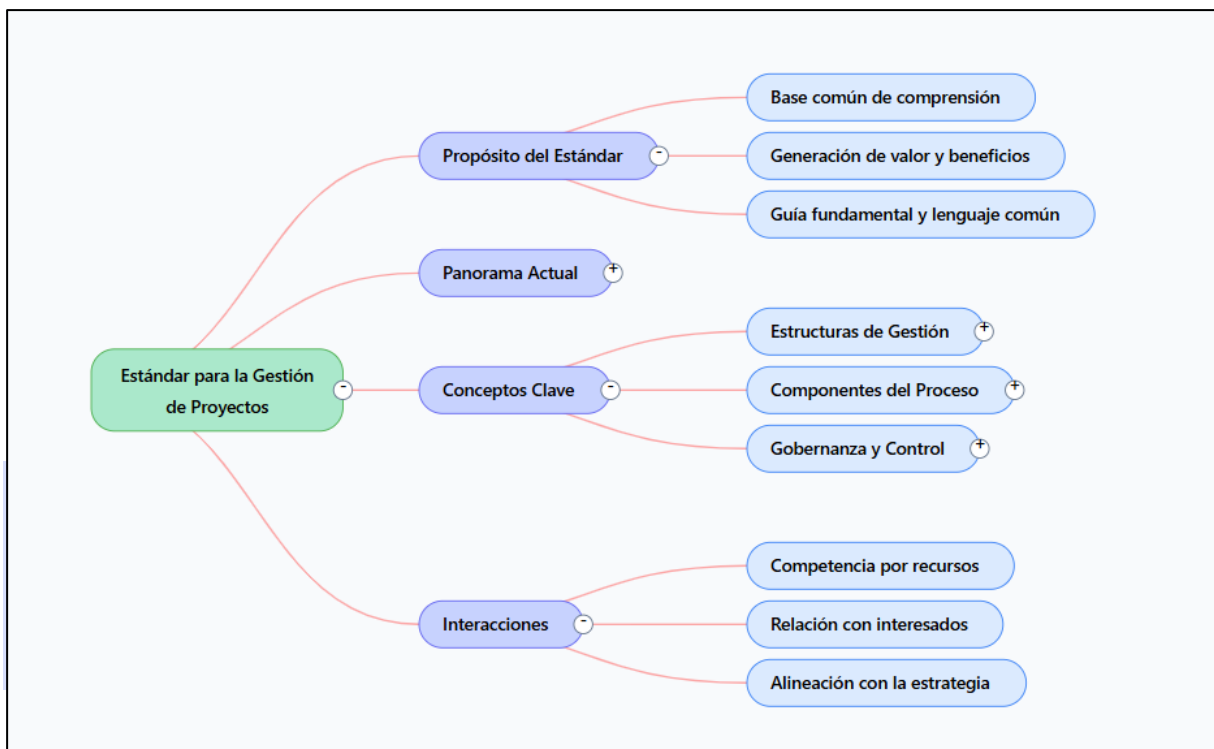 Estándar para la Gestión
de Proyectos
-
Propósito del Estándar
-
Base común de comprensión
Generación de valor y beneficios
Guía fundamental y lenguaje común
Panorama Actual
+
Conceptos Clave
-
Estructuras de Gestión
+
Componentes del Proceso
+
Gobernanza y Control
+
Interacciones
-
Competencia por recursos
Relación con interesados
Alineación con la estrategia